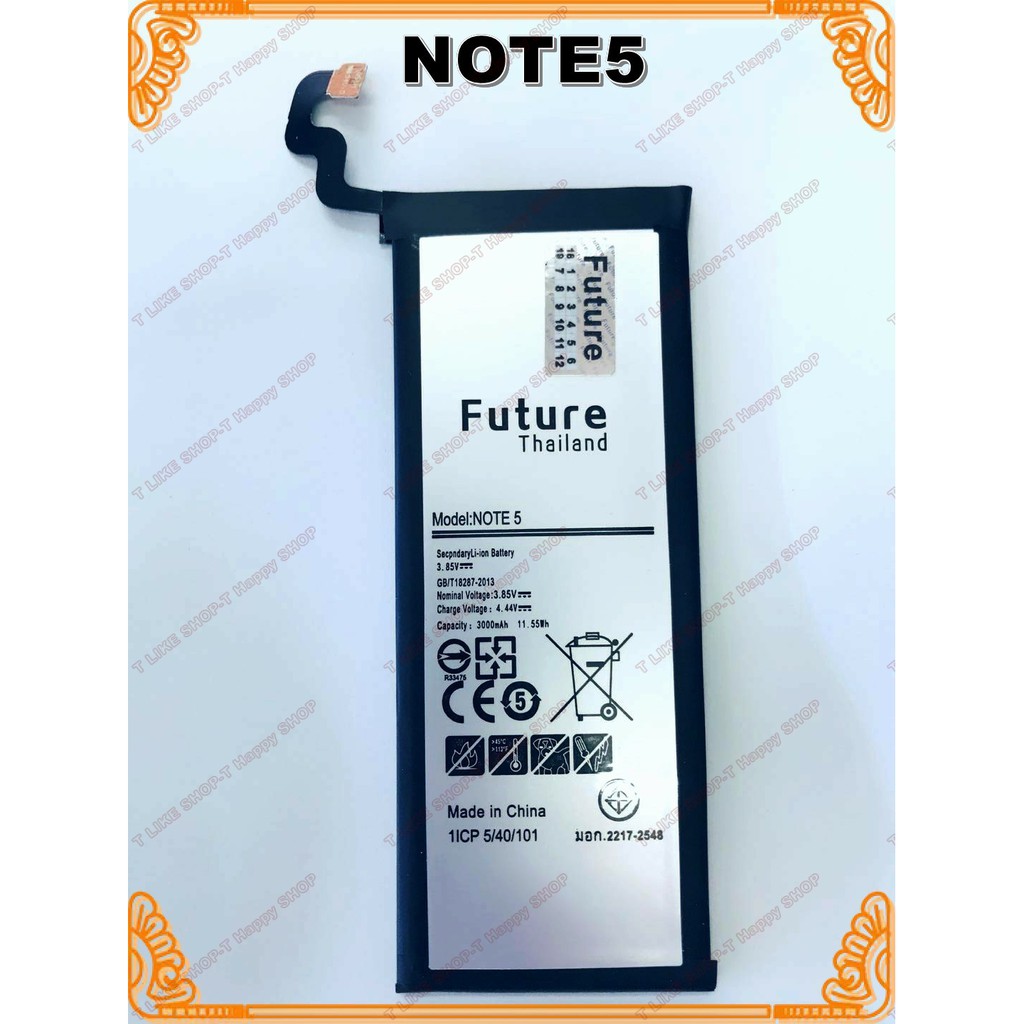 NOTE5
T LIKE SHOP-T Happy SHOP
Future
16 1 2 3 4 5 6
19 7 8 9 10 11 12
Future
Thailand
Model:NOTE 5
SecpndaryLi-ion Battery
3.85V
GB/T18287-2013
Nominal Voltage:3.85V
Charge Voltage: 4.44V
Capacity: 3000mAh 11.55Wh
R33475
CE 5
>45°C
>113°F
Made in China
1ICP 5/40/101
มอก.2217-2548